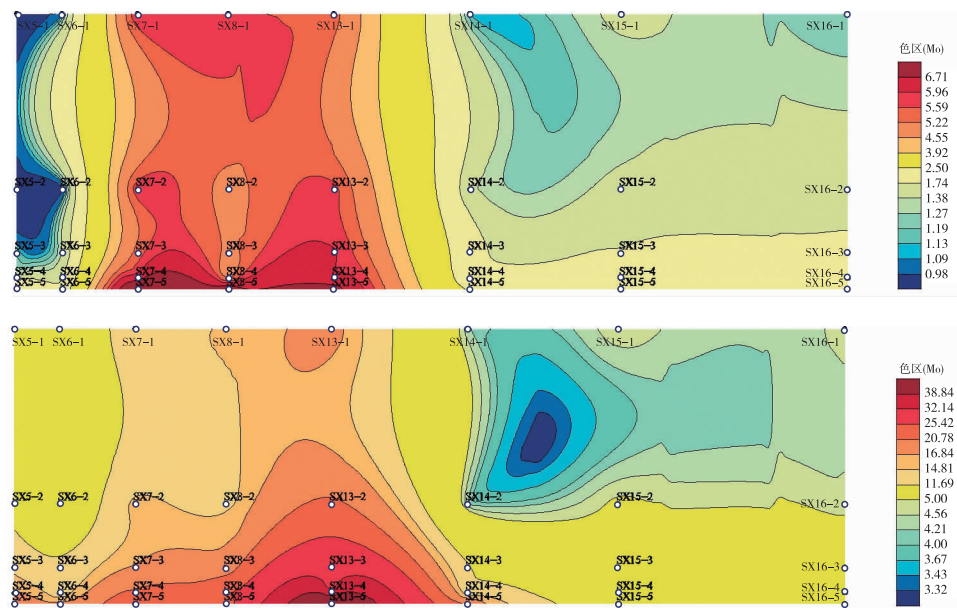 SX5-1 SX6-1 SX7-1 SX8-1 SX13-1 SX14-1 SX15-1 SX16-1
SX5-2 SX6-2 SX7-2 SX8-2 SX13-2 SX14-2 SX15-2 SX16-2
SX5-3 SX6-3 SX7-3 SX8-3 SX13-3 SX14-3 SX15-3 SX16-3
SX5-4 SX6-4 SX7-4 SX8-4 SX13-4 SX14-4 SX15-4 SX16-4
SX5-5 SX6-5 SX7-5 SX8-5 SX13-5 SX14-5 SX15-5 SX16-5
色区(Mo)
6.71
5.96
5.59
5.22
4.55
3.92
2.50
1.74
1.38
1.27
1.19
1.13
1.09
0.98
SX5-1 SX6-1 SX7-1 SX8-1 SX13-1 SX14-1 SX15-1 SX16-1
SX5-2 SX6-2 SX7-2 SX8-2 SX13-2 SX14-2 SX15-2 SX16-2
SX5-3 SX6-3 SX7-3 SX8-3 SX13-3 SX14-3 SX15-3 SX16-3
SX5-4 SX6-4 SX7-4 SX8-4 SX13-4 SX14-4 SX15-4 SX16-4
SX5-5 SX6-5 SX7-5 SX8-5 SX13-5 SX14-5 SX15-5 SX16-5
色区(Mo)
38.84
32.14
25.42
20.78
16.84
14.81
11.69
5.00
4.56
4.21
4.00
3.67
3.43
3.32